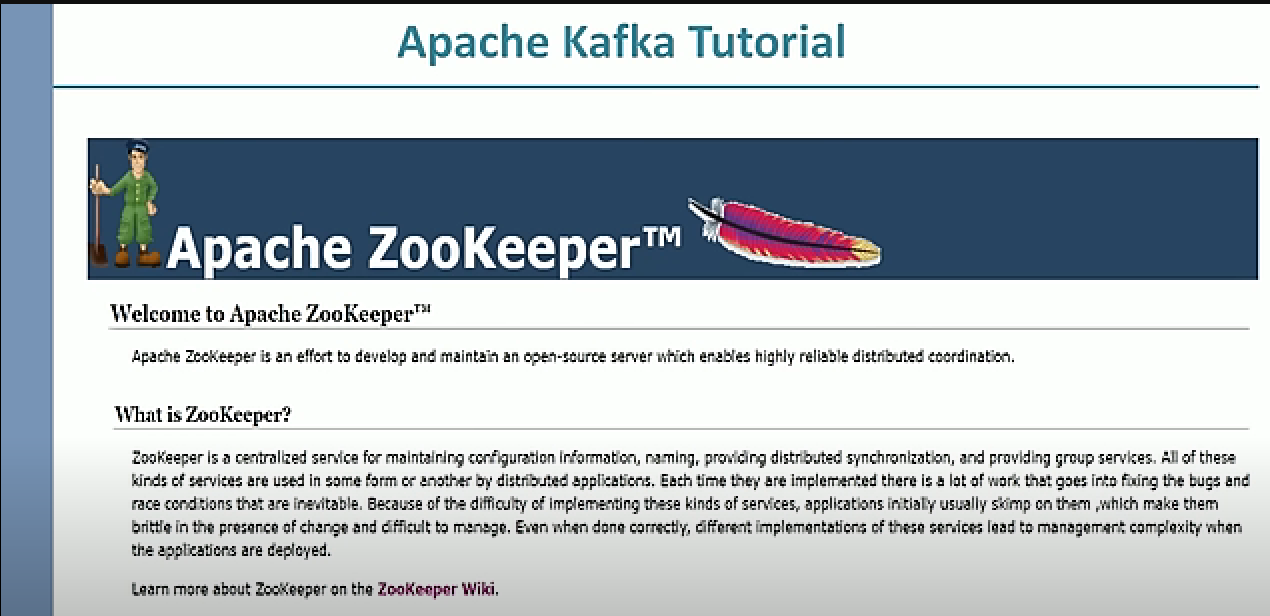 Apache Kafka Tutorial
Apache ZooKeeper™
Welcome to Apache ZooKeeper™
Apache ZooKeeper is an effort to develop and maintain an open-source server which enables highly reliable distributed coordination.
What is ZooKeeper?
ZooKeeper is a centralized service for maintaining configuration information, naming, providing distributed synchronization, and providing group services. All of these
kinds of services are used in some form or another by distributed applications. Each time they are implemented there is a lot of work that goes into fixing the bugs and
race conditions that are inevitable. Because of the difficulty of implementing these kinds of services, applications initially usually skimp on them ,which make them
brittle in the presence of change and difficult to manage. Even when done correctly, different implementations of these services lead to management complexity when
the applications are deployed.
Learn more about ZooKeeper on the ZooKeeper Wiki.